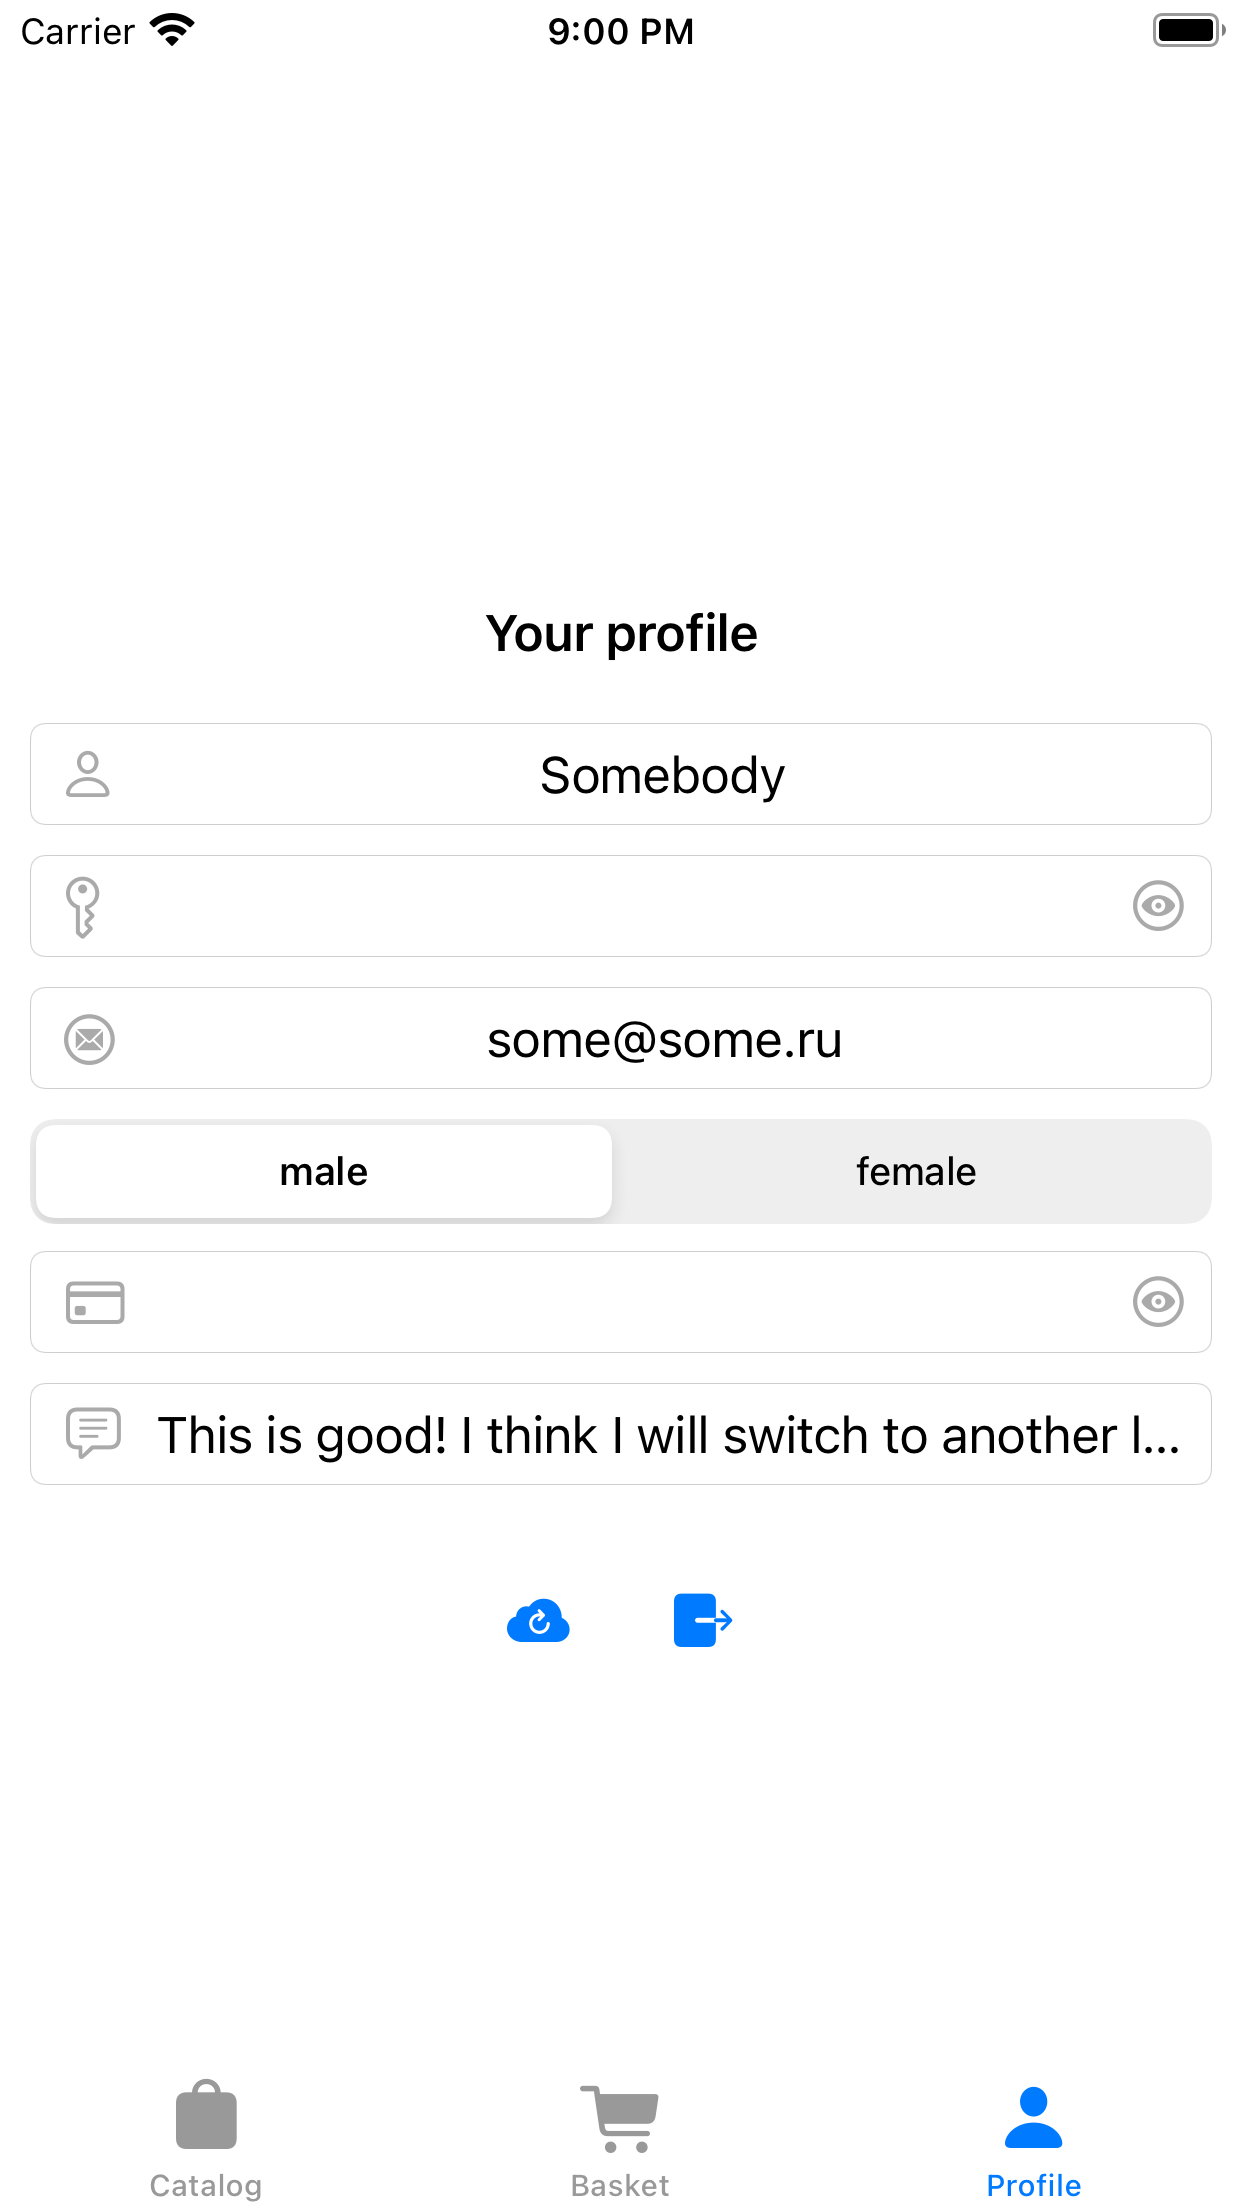 Carrier 9:00 PM
Your profile
Somebody
some@some.ru
male female
This is good! I think I will switch to another l...
Catalog Basket Profile